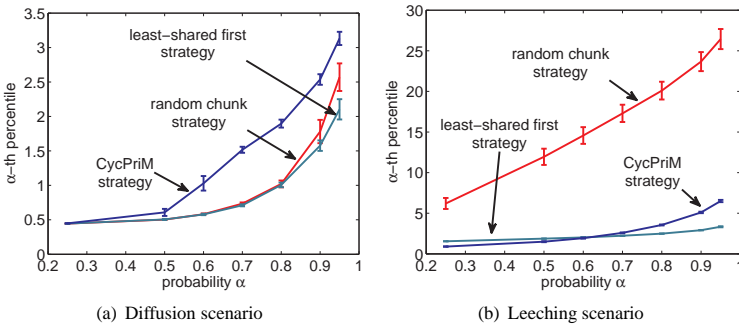 3.5
3
2.5
2
1.5
1
0.5
0
0.2 0.3 0.4 0.5 0.6 0.7 0.8 0.9 1
α−th percentile
probability α
least−shared first
strategy
random chunk
strategy
CycPriM
strategy
(a) Diffusion scenario
30
25
20
15
10
5
0
0.2 0.3 0.4 0.5 0.6 0.7 0.8 0.9 1
α−th percentile
probability α
random chunk
strategy
least−shared first
strategy
CycPriM
strategy
(b) Leeching scenario